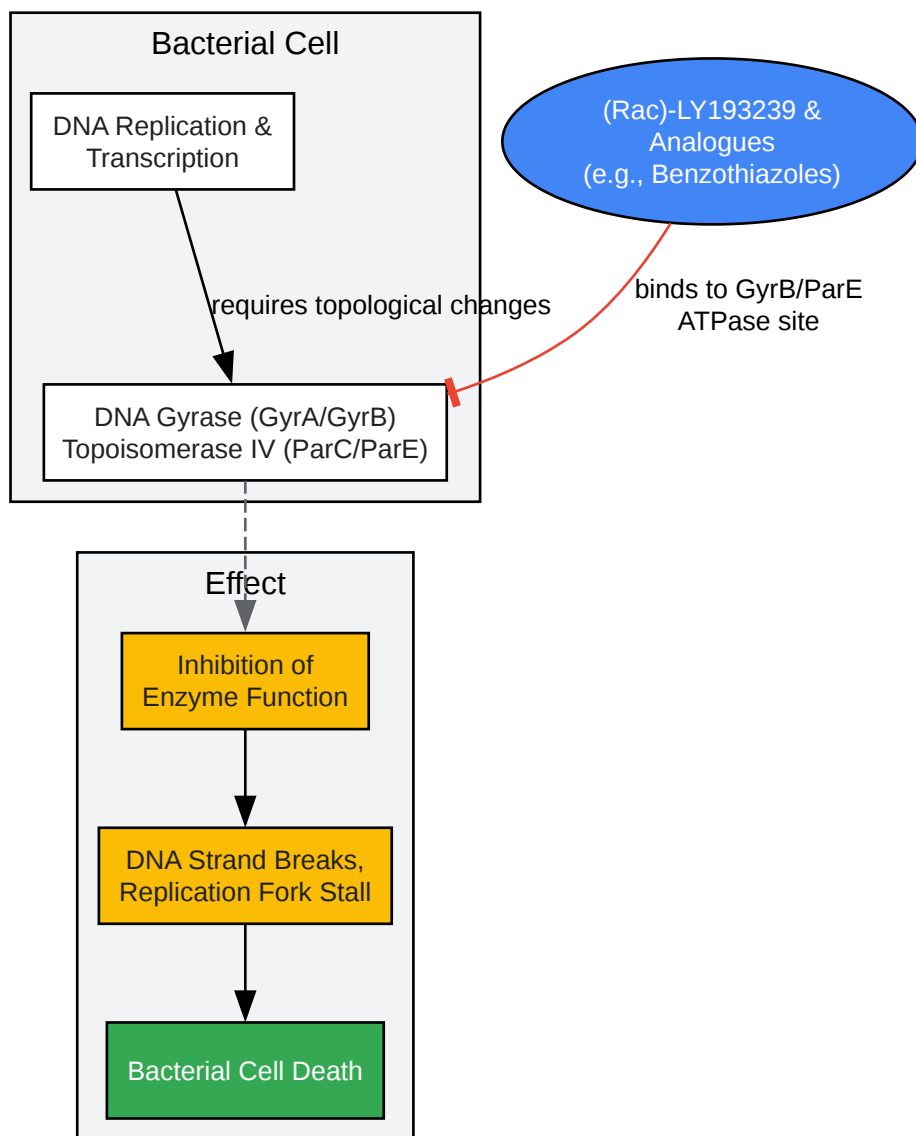 Bacterial Cell
DNA Replication &
Transcription
(Rac)-LY193239 &
Analogues
(e.g., Benzothiazoles)
requires topological changes
binds to GyrB/ParE
ATPase site
DNA Gyrase (GyrA/GyrB)
Topoisomerase IV (ParC/ParE)
Effect
Inhibition of
Enzyme Function
DNA Strand Breaks,
Replication Fork Stall
Bacterial Cell Death